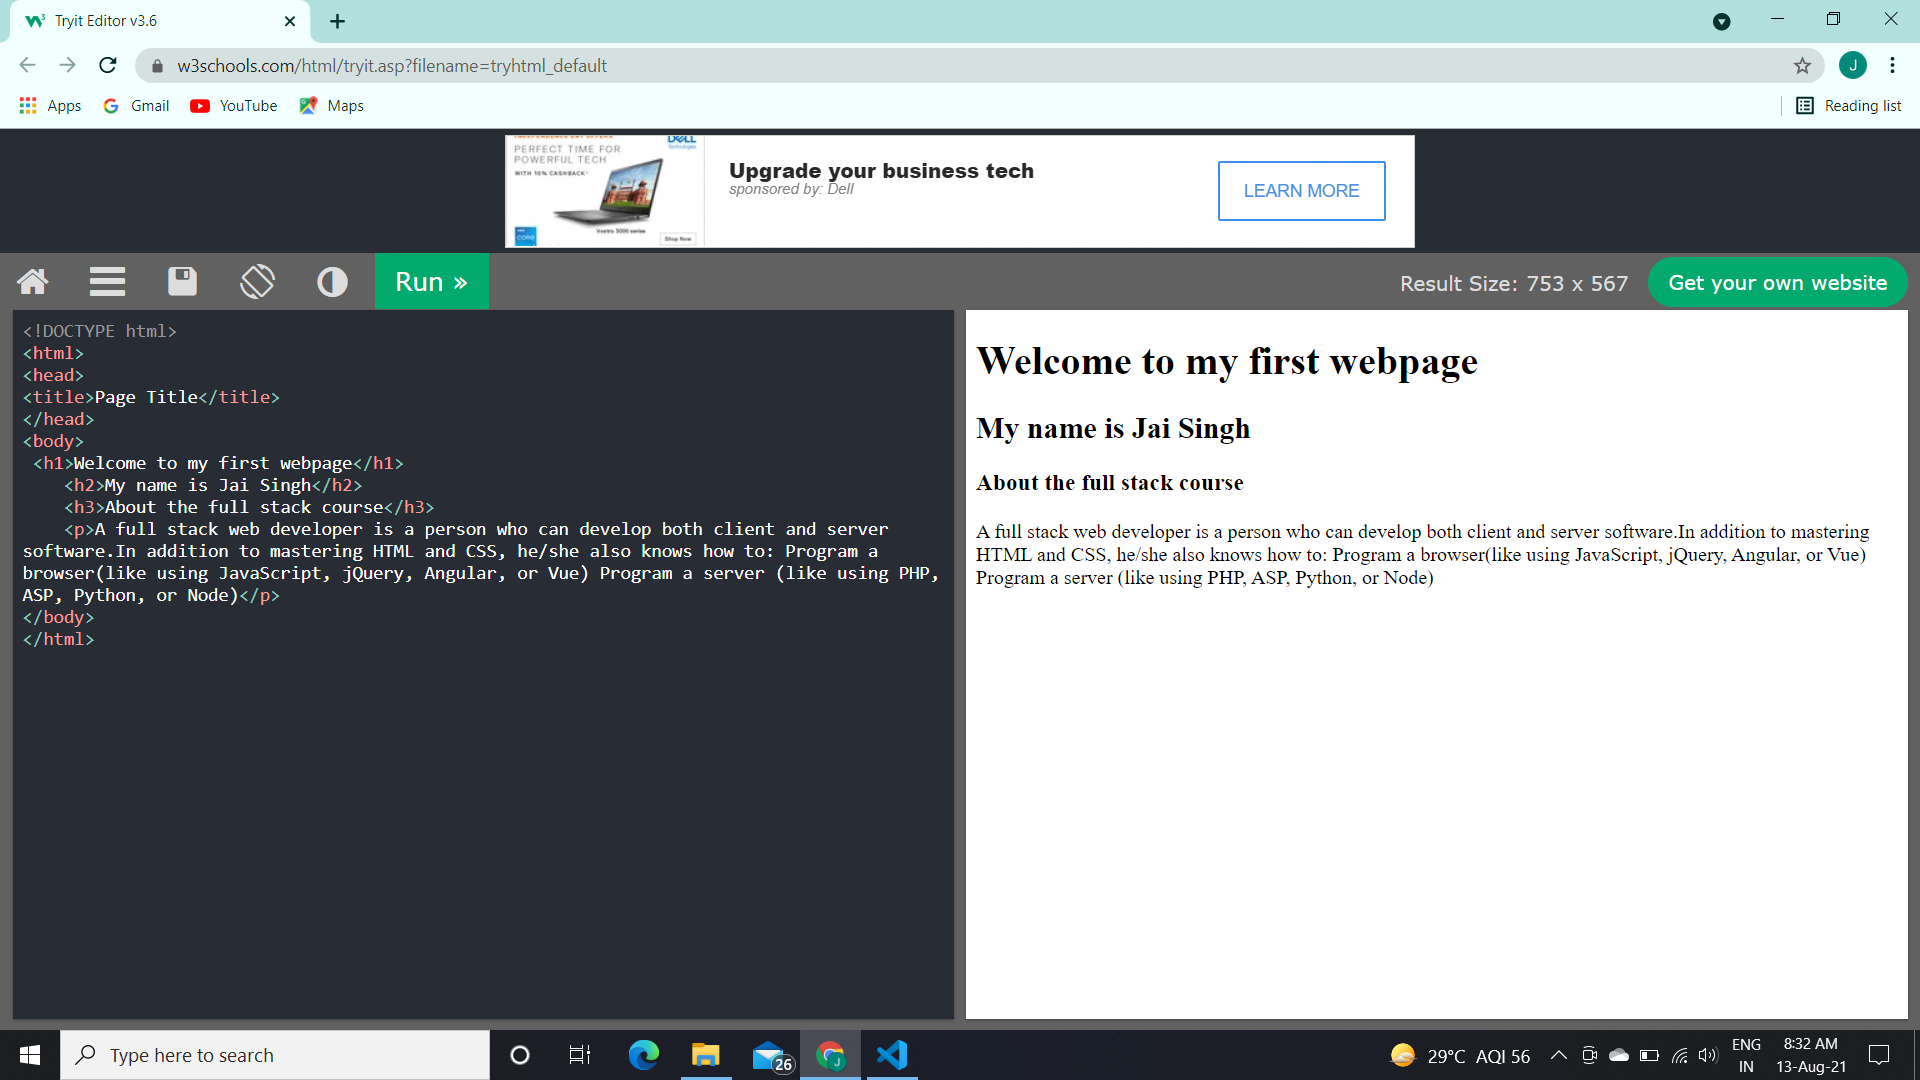 Tryit Editor v3.6
w3schools.com/html/tryit.asp?filename=tryhtml_default
Apps
Gmail
YouTube
Maps
Reading list
PERFECT TIME FOR
POWERFUL TECH
WITH 10% CASHBACK*
DELL
Technologies
Vostro 3000 series
Shop Now
Upgrade your business tech
sponsored by: Dell
LEARN MORE
Run »
Result Size: 753 x 567
Get your own website
<!DOCTYPE html>
<html>
<head>
<title>Page Title</title>
</head>
<body>
<h1>Welcome to my first webpage</h1>
<h2>My name is Jai Singh</h2>
<h3>About the full stack course</h3>
<p>A full stack web developer is a person who can develop both client and server
software.In addition to mastering HTML and CSS, he/she also knows how to: Program a
browser(like using JavaScript, jQuery, Angular, or Vue) Program a server (like using PHP,
ASP, Python, or Node)</p>
</body>
</html>
Welcome to my first webpage
My name is Jai Singh
About the full stack course
A full stack web developer is a person who can develop both client and server software.In addition to mastering
HTML and CSS, he/she also knows how to: Program a browser(like using JavaScript, jQuery, Angular, or Vue)
Program a server (like using PHP, ASP, Python, or Node)
Type here to search
26
J
29°C AQI 56
ENG
IN
8:32 AM
13-Aug-21